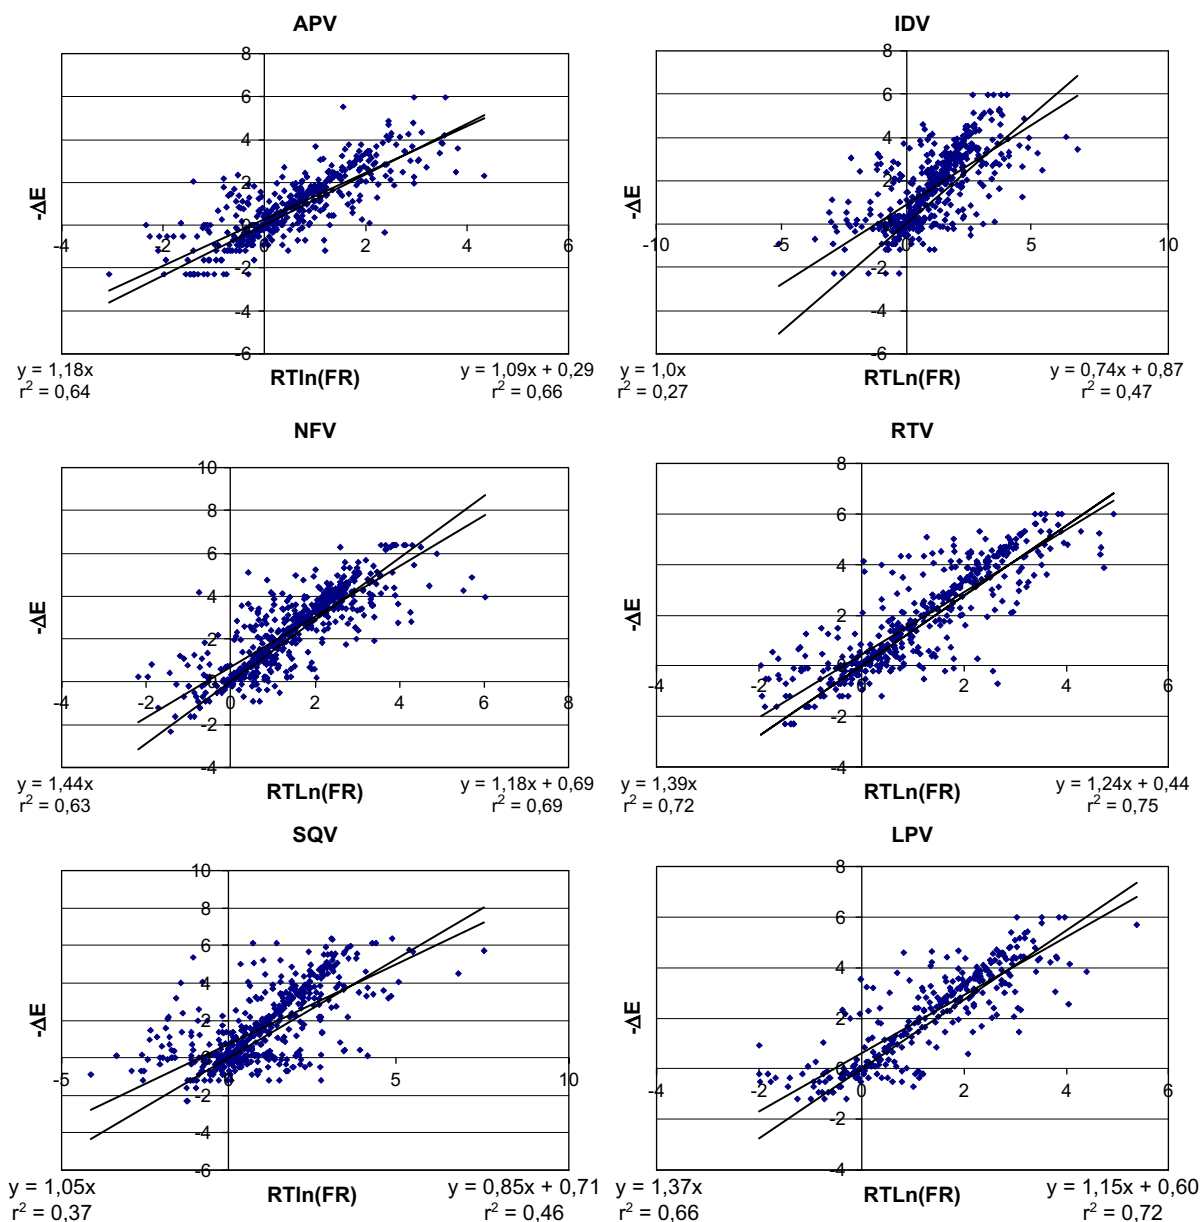 APV
8
6
4
2
0
-4
-2
0
2
4
6
-2
-4
-6
-ΔE
y = 1,18x
r² = 0,64
RTln(FR)
y = 1,09x + 0,29
r² = 0,66
IDV
8
6
4
2
0
-10
-5
0
5
10
-2
-4
-6
-ΔE
y = 1,0x
r² = 0,27
RTLn(FR)
y = 0,74x + 0,87
r² = 0,47
NFV
10
8
6
4
2
0
-4
-2
0
2
4
6
8
-2
-4
-ΔE
y = 1,44x
r² = 0,63
RTLn(FR)
y = 1,18x + 0,69
r² = 0,69
RTV
8
6
4
2
0
-4
-2
0
2
4
6
-2
-4
-ΔE
y = 1,39x
r² = 0,72
RTLn(FR)
y = 1,24x + 0,44
r² = 0,75
SQV
10
8
6
4
2
0
-5
0
5
10
-2
-4
-6
-ΔE
y = 1,05x
r² = 0,37
RTln(FR)
y = 0,85x + 0,71
r² = 0,46
LPV
8
6
4
2
0
-4
-2
0
2
4
6
-2
-4
-ΔE
y = 1,37x
r² = 0,66
RTLn(FR)
y = 1,15x + 0,60
r² = 0,72